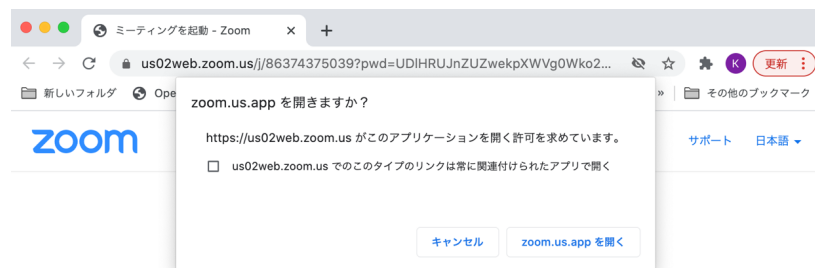 ミーティングを起動 - Zoom
us02web.zoom.us/j/86374375039?pwd=UDlHRUJnZUZwekpXWVg0Wko2...
K
更新
新しいフォルダ
Ope
»
その他のブックマーク
zoom
サポート
日本語
zoom.us.app を開きますか？
https://us02web.zoom.us がこのアプリケーションを開く許可を求めています。
us02web.zoom.us でのこのタイプのリンクは常に関連付けられたアプリで開く
キャンセル
zoom.us.app を開く